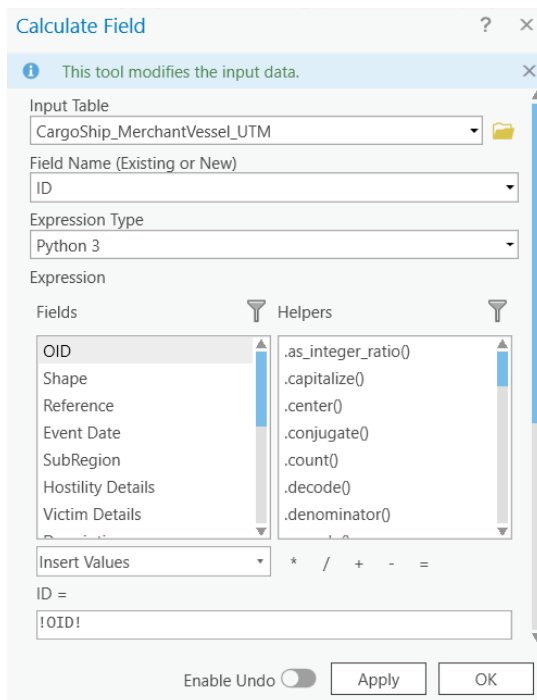 Calculate Field ? ×
This tool modifies the input data. ×
Input Table
CargoShip_MerchantVessel_UTM
Field Name (Existing or New)
ID
Expression Type
Python 3
Expression
Fields
OID
Shape
Reference
Event Date
SubRegion
Hostility Details
Victim Details
Helpers
.as_integer_ratio()
.capitalize()
.center()
.conjugate()
.count()
.decode()
.denominator()
Insert Values * / + - =
ID =
!OID!
Enable Undo Apply OK